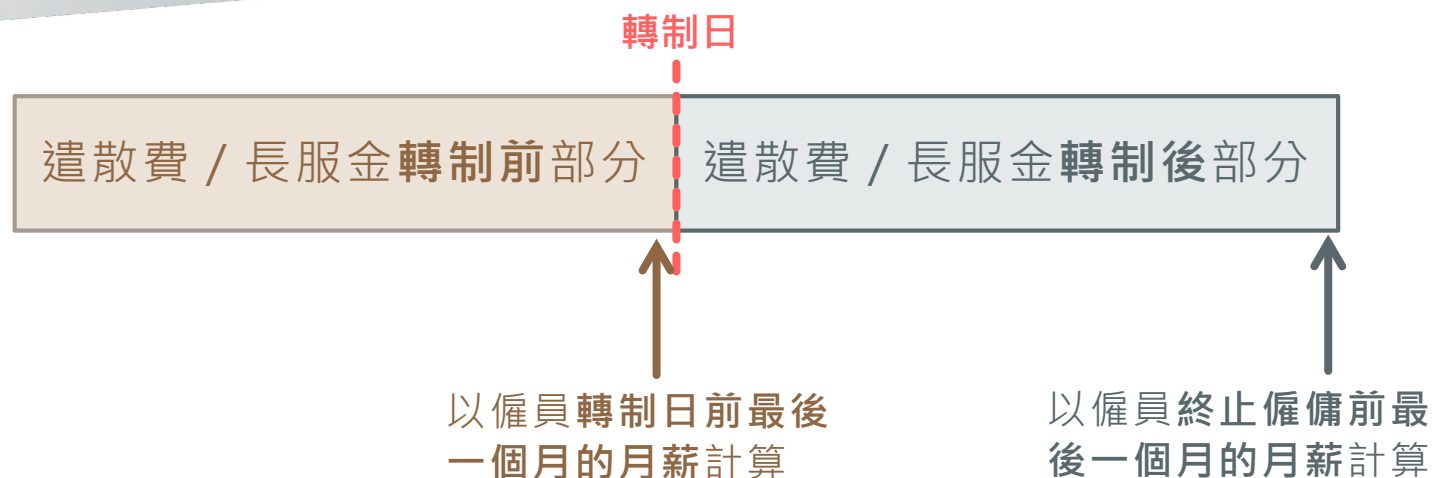 轉制日
遣散費 / 長服金轉制前部分
遣散費 / 長服金轉制後部分
以僱員轉制日前最後
一個月的月薪計算
以僱員終止僱傭前最
後一個月的月薪計算